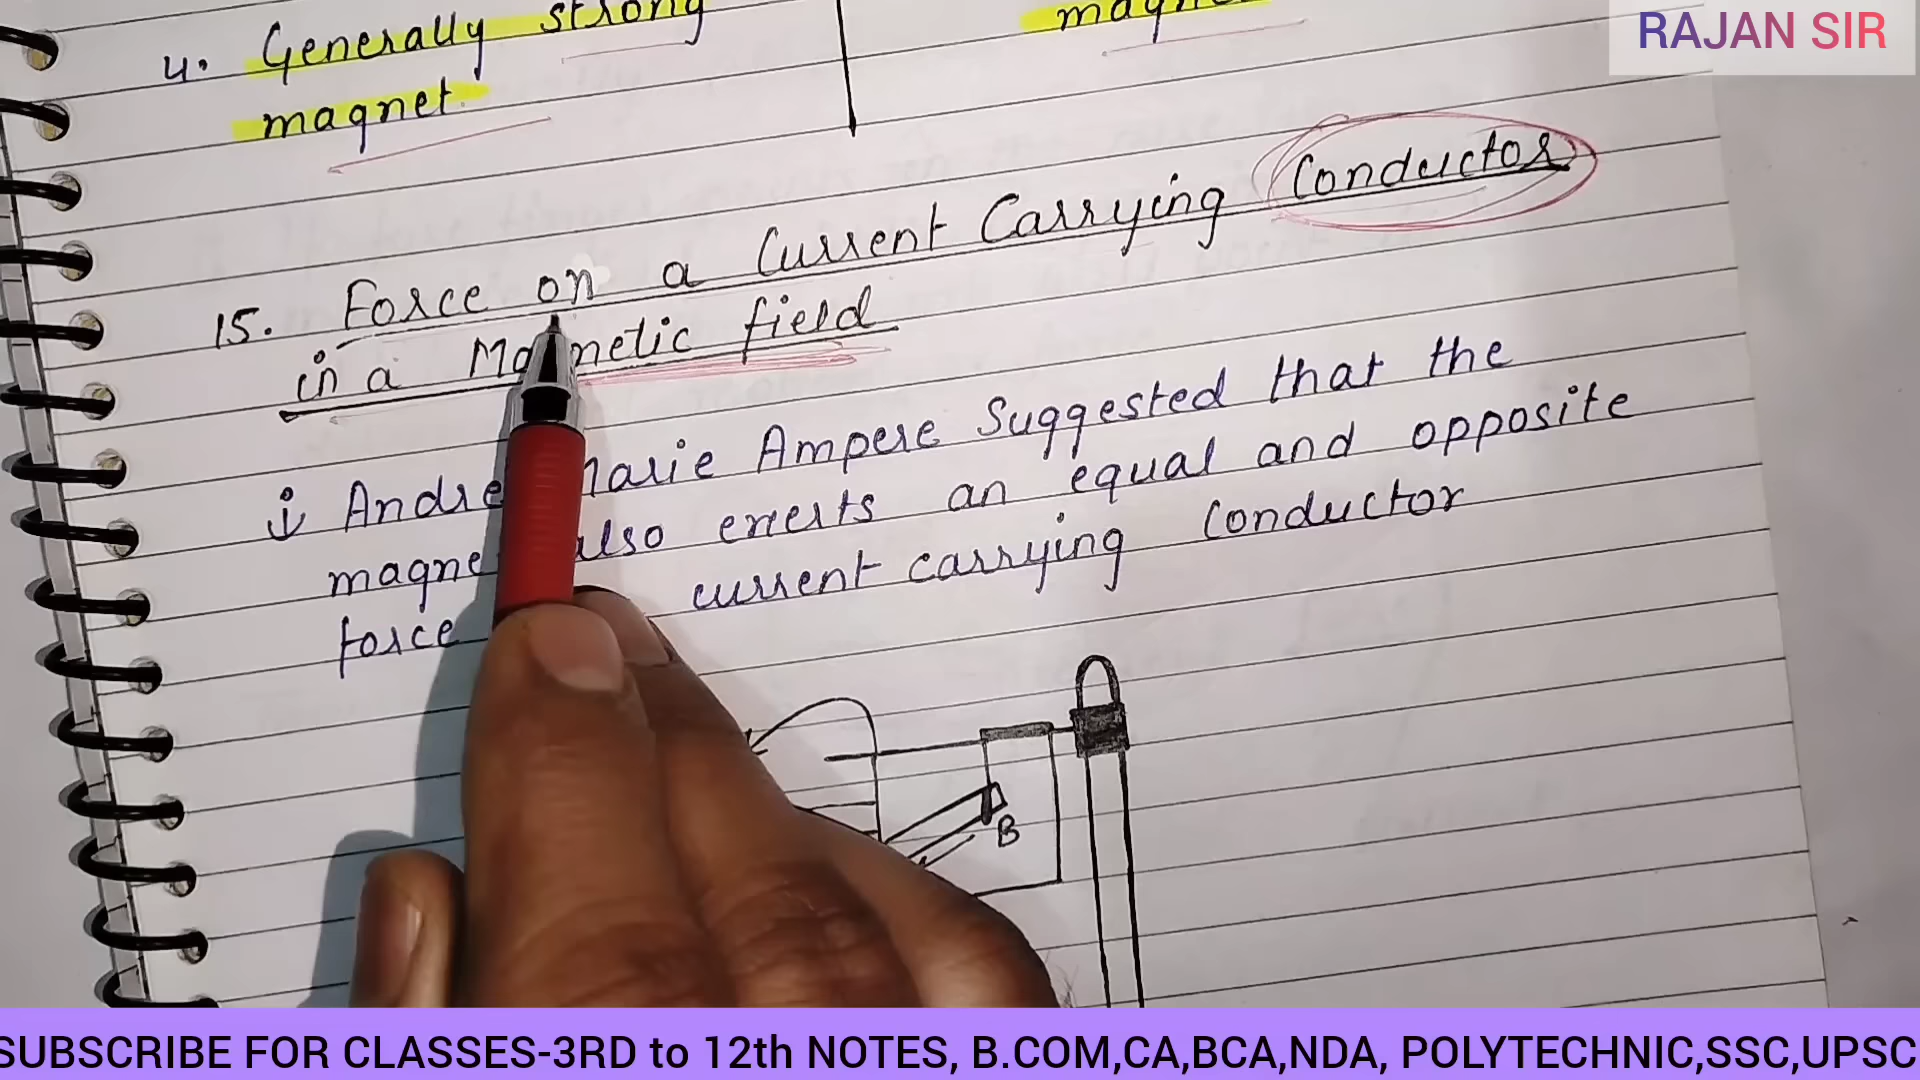 4. Generally strong
magnet.
RAJAN SIR
15. Force on a Current Carrying Conductor
in a Magnetic field
i, Andre Marie Ampere Suggested that the
also exerts an equal and opposite
force current carrying Conductor
B
SUBSCRIBE FOR CLASSES-3RD to 12th NOTES, B.COM,CA,BCA,NDA, POLYTECHNIC,SSC,UPSC